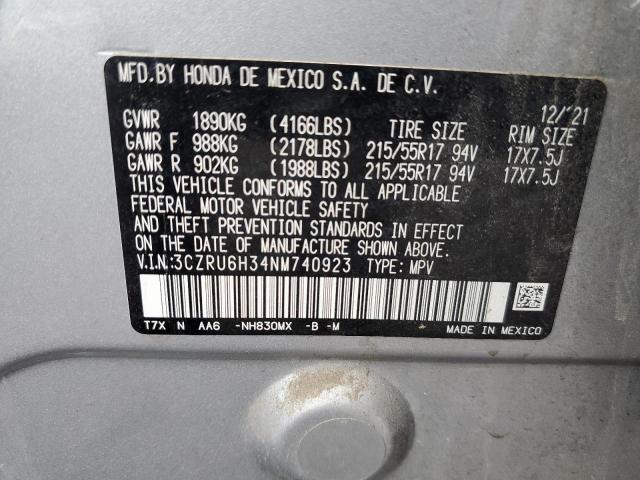 MFD.BY HONDA DE MEXICO S.A. DE C.V.
12/'21
GVWR 1890KG (4166LBS) TIRE SIZE RIM SIZE
GAWR F 988KG (2178LBS) 215/55R17 94V 17X7.5J
GAWR R 902KG (1988LBS) 215/55R17 94V 17X7.5J
THIS VEHICLE CONFORMS TO ALL APPLICABLE
FEDERAL MOTOR VEHICLE SAFETY
AND THEFT PREVENTION STANDARDS IN EFFECT
ON THE DATE OF MANUFACTURE SHOWN ABOVE.
V.I.N.:3CZRU6H34NM740923 TYPE: MPV
T7X N AA6 -NH830MX -B -M
MADE IN MEXICO